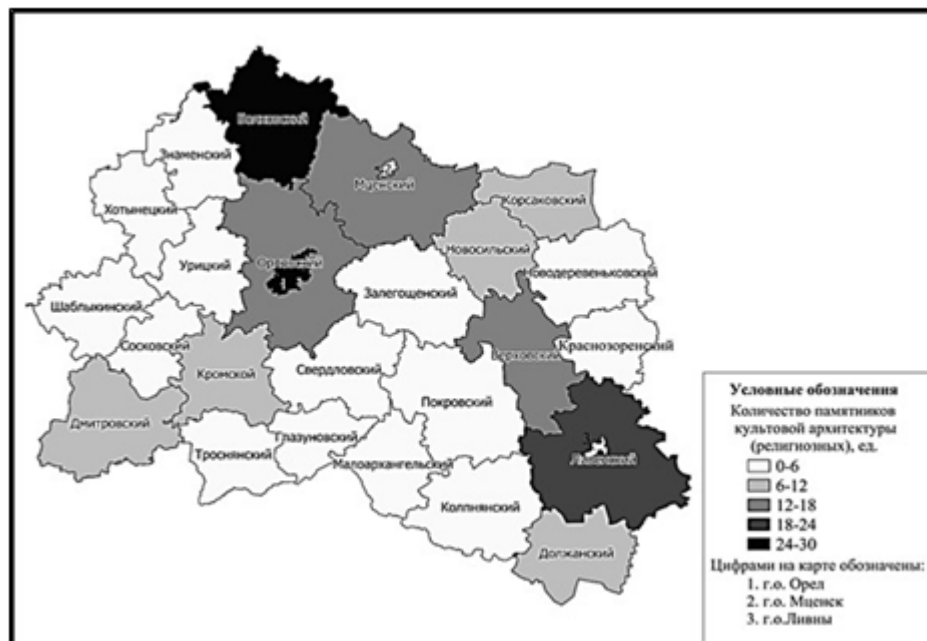 Болховский
Знаменский
Мценский
Хотынецкий
Корсаковский
Новосильский
Урицкий
Орловский
1
Новодеревеньковский
Залегощенский
Шаблыкинский
Сосковский
Краснозоренский
Верховский
Кромской
Свердловский
Покровский
Дмитровский
Глазуновский
Троснянский
Малоархангельский
Ливенский
Колпнянский
Должанский
Условные обозначения
Количество памятников
культовой архитектуры
(религиозных), ед.
0-6
6-12
12-18
18-24
24-30
Цифрами на карте обозначены:
1. г.о. Орел
2. г.о. Мценск
3. г.о.Ливны